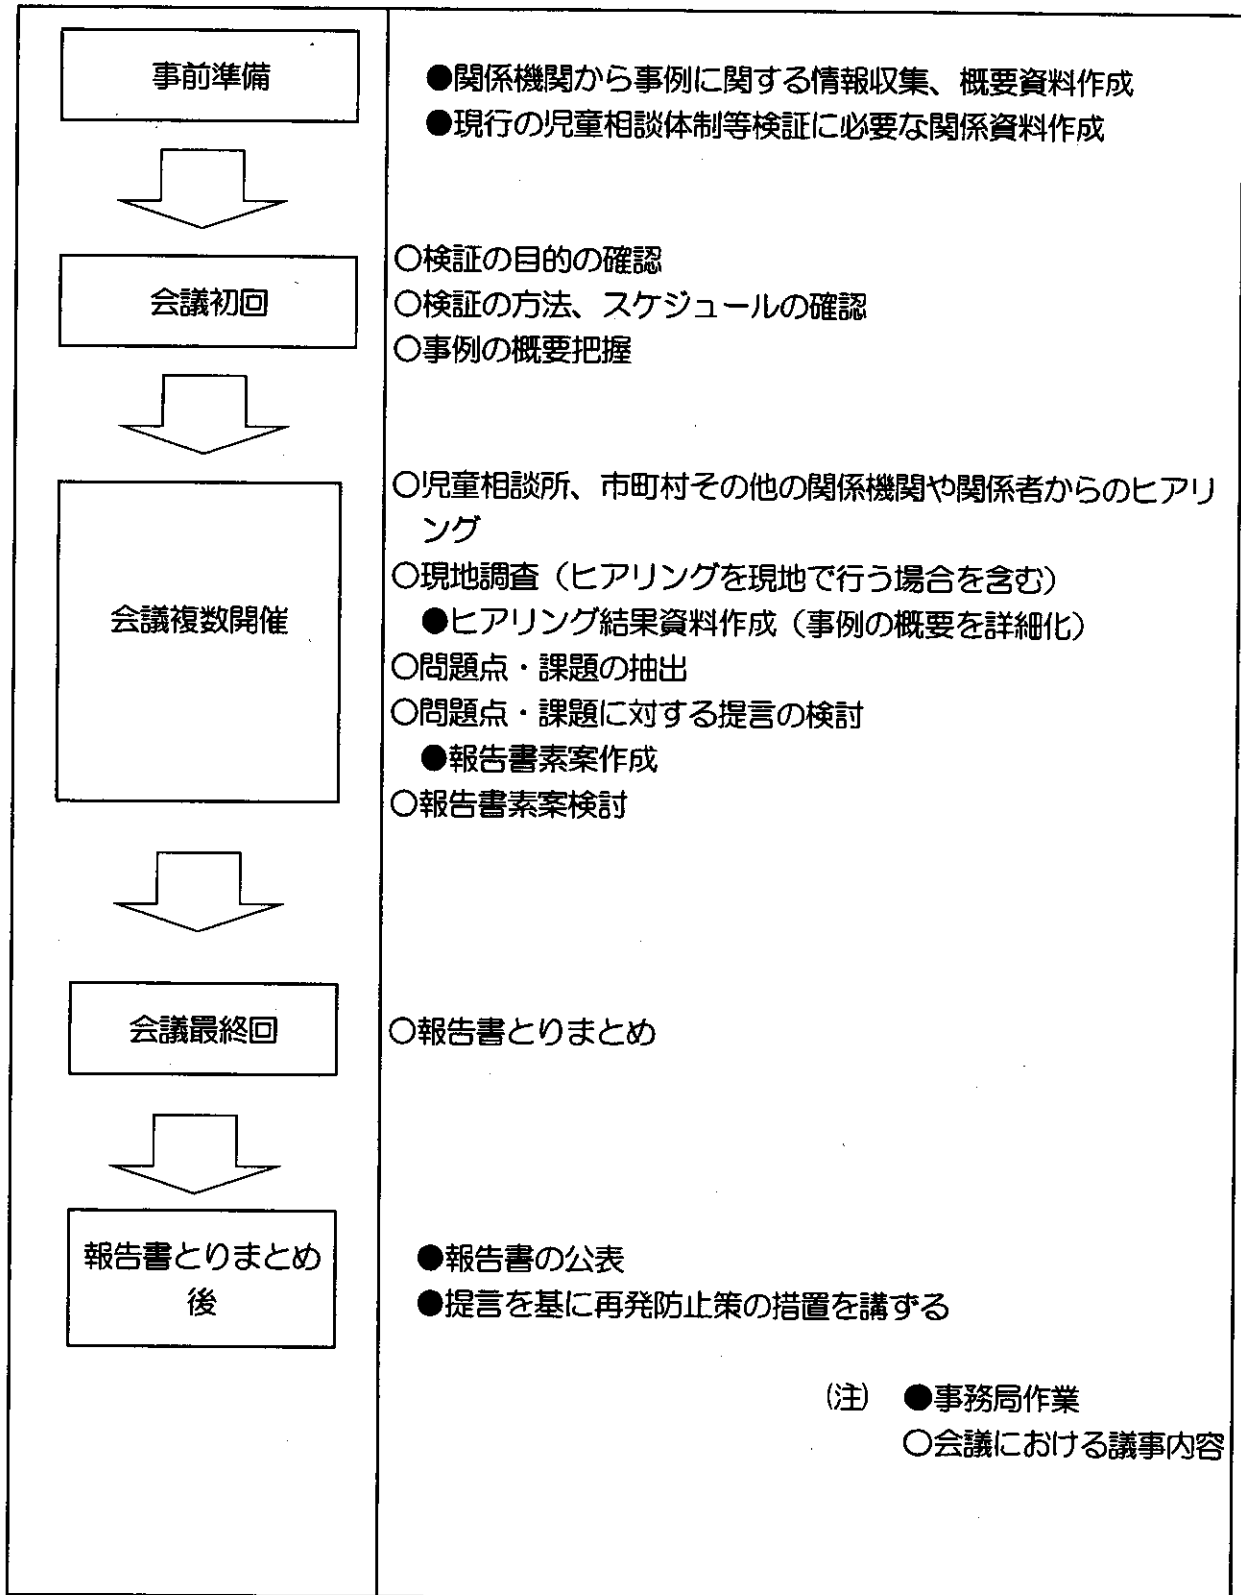 事前準備
●関係機関から事例に関する情報収集、概要資料作成
●現行の児童相談体制等検証に必要な関係資料作成
会議初回
○検証の目的の確認
○検証の方法、スケジュールの確認
○事例の概要把握
会議複数開催
○児童相談所、市町村その他の関係機関や関係者からのヒアリ
ング
○現地調査（ヒアリングを現地で行う場合を含む）
●ヒアリング結果資料作成（事例の概要を詳細化）
○問題点・課題の抽出
○問題点・課題に対する提言の検討
●報告書素案作成
○報告書素案検討
会議最終回
○報告書とりまとめ
報告書とりまとめ
後
●報告書の公表
●提言を基に再発防止策の措置を講ずる
(注) ●事務局作業
○会議における議事内容